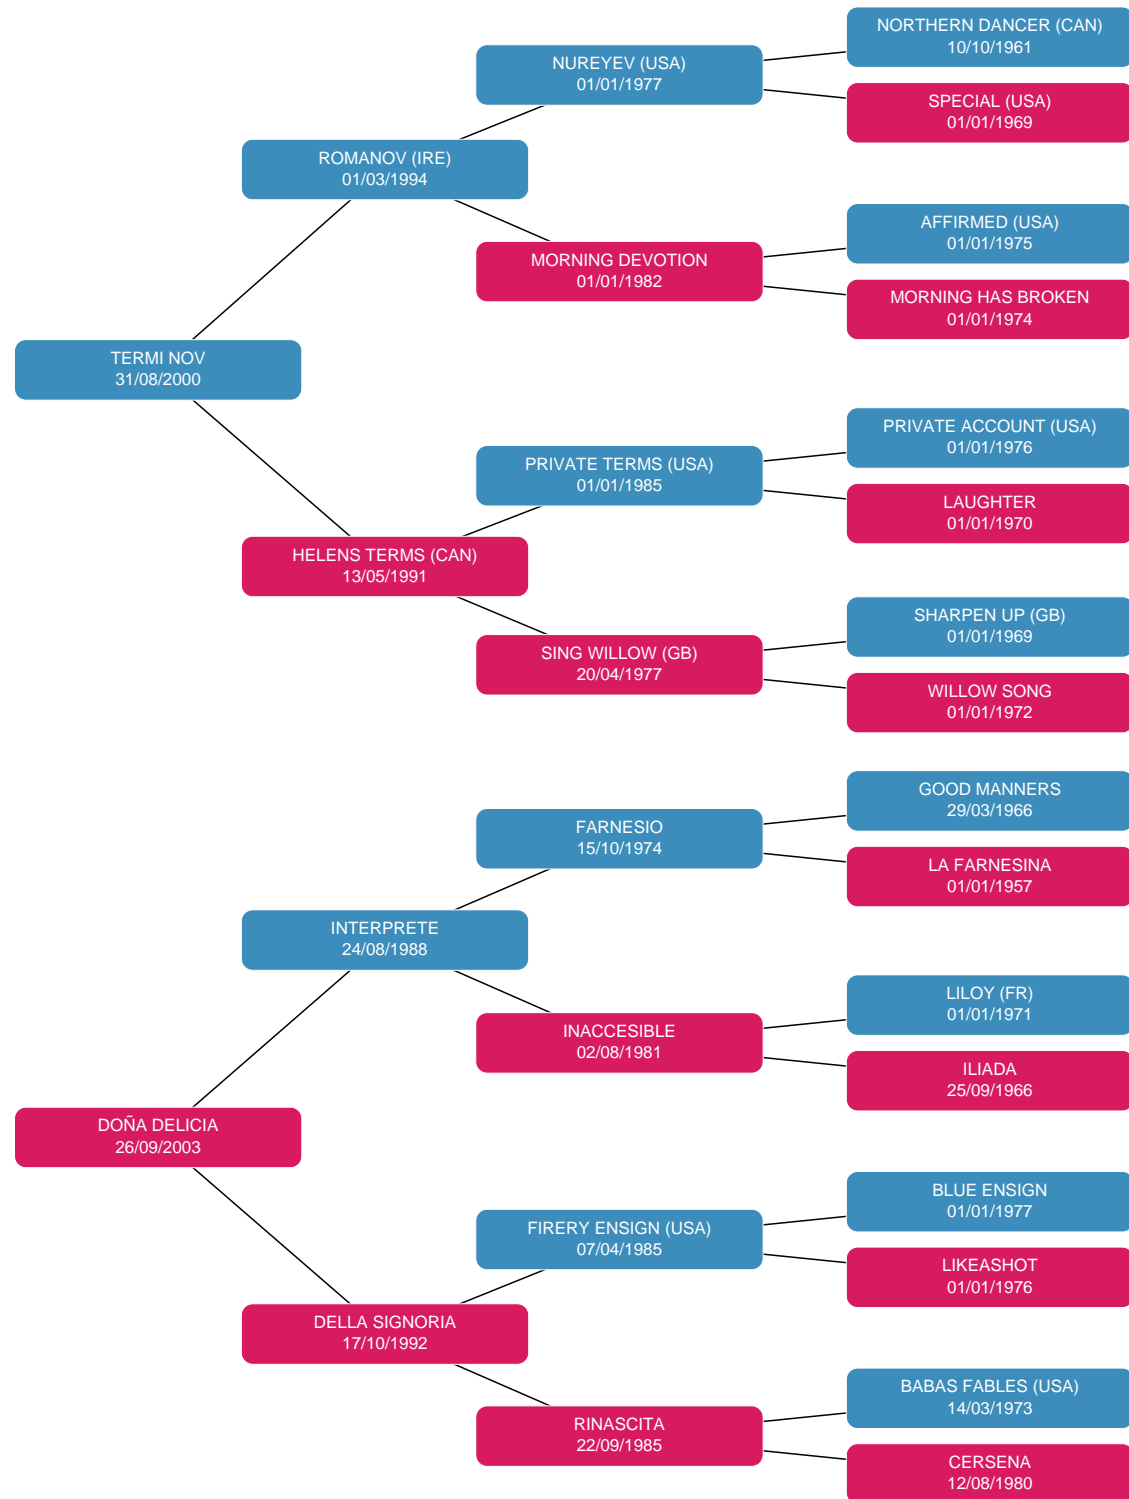 NORTHERN DANCER (CAN)
10/10/1961
NUREYEV (USA)
01/01/1977
SPECIAL (USA)
01/01/1969
ROMANOV (IRE)
01/03/1994
AFFIRMED (USA)
01/01/1975
MORNING DEVOTION
01/01/1982
MORNING HAS BROKEN
01/01/1974
TERMI NOV
31/08/2000
PRIVATE ACCOUNT (USA)
01/01/1976
PRIVATE TERMS (USA)
01/01/1985
LAUGHTER
01/01/1970
HELENS TERMS (CAN)
13/05/1991
SHARPEN UP (GB)
01/01/1969
SING WILLOW (GB)
20/04/1977
WILLOW SONG
01/01/1972
GOOD MANNERS
29/03/1966
FARNESIO
15/10/1974
LA FARNESINA
01/01/1957
INTERPRETE
24/08/1988
LILOY (FR)
01/01/1971
INACCESIBLE
02/08/1981
ILIADA
25/09/1966
DOÑA DELICIA
26/09/2003
BLUE ENSIGN
01/01/1977
FIRERY ENSIGN (USA)
07/04/1985
LIKEASHOT
01/01/1976
DELLA SIGNORIA
17/10/1992
BABAS FABLES (USA)
14/03/1973
RINASCITA
22/09/1985
CERSENA
12/08/1980